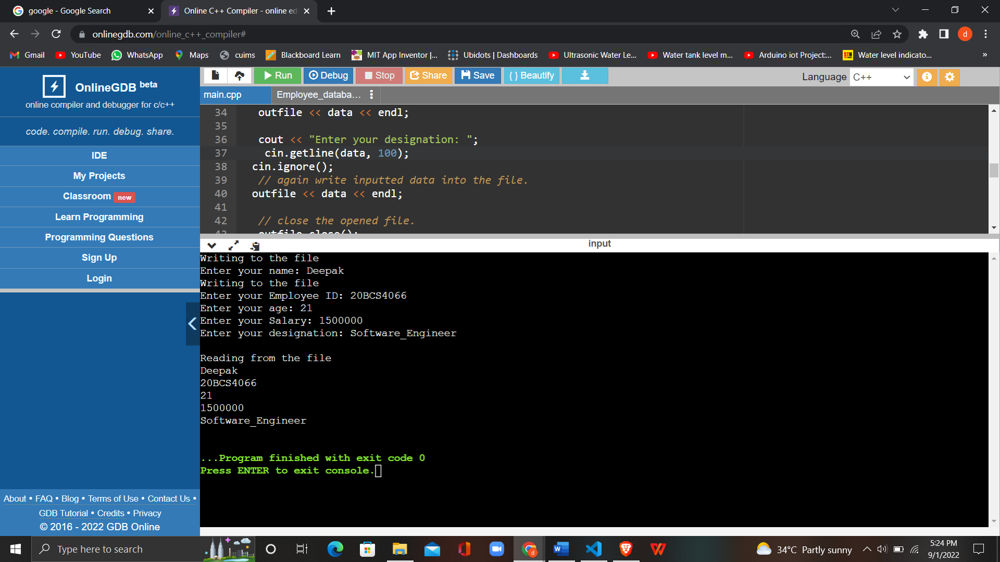 google - Google Search
Online C++ Compiler - online ed
onlinegdb.com/online_c++_compiler#
d
Gmail YouTube WhatsApp Maps cuims Blackboard Learn MIT App Inventor |... Ubidots | Dashboards Ultrasonic Water Le... Water tank level m... Arduino iot Project:... Water level indicato... »
OnlineGDB beta
online compiler and debugger for c/c++
code. compile. run. debug. share.
IDE
My Projects
Classroom new
Learn Programming
Programming Questions
Sign Up
Login
About • FAQ • Blog • Terms of Use • Contact Us •
GDB Tutorial • Credits • Privacy
© 2016 - 2022 GDB Online
Run Debug Stop Share Save { } Beautify
Language C++
main.cpp Employee_databa...
34 outfile << data << endl;
35
36 cout << "Enter your designation: ";
37 cin.getline(data, 100);
38 cin.ignore();
39 // again write inputted data into the file.
40 outfile << data << endl;
41
42 // close the opened file.
43 outfile.close();
input
Writing to the file
Enter your name: Deepak
Writing to the file
Enter your Employee ID: 20BCS4066
Enter your age: 21
Enter your Salary: 1500000
Enter your designation: Software_Engineer
Reading from the file
Deepak
20BCS4066
21
1500000
Software_Engineer
...Program finished with exit code 0
Press ENTER to exit console.
Type here to search
34°C Partly sunny
5:24 PM
9/1/2022